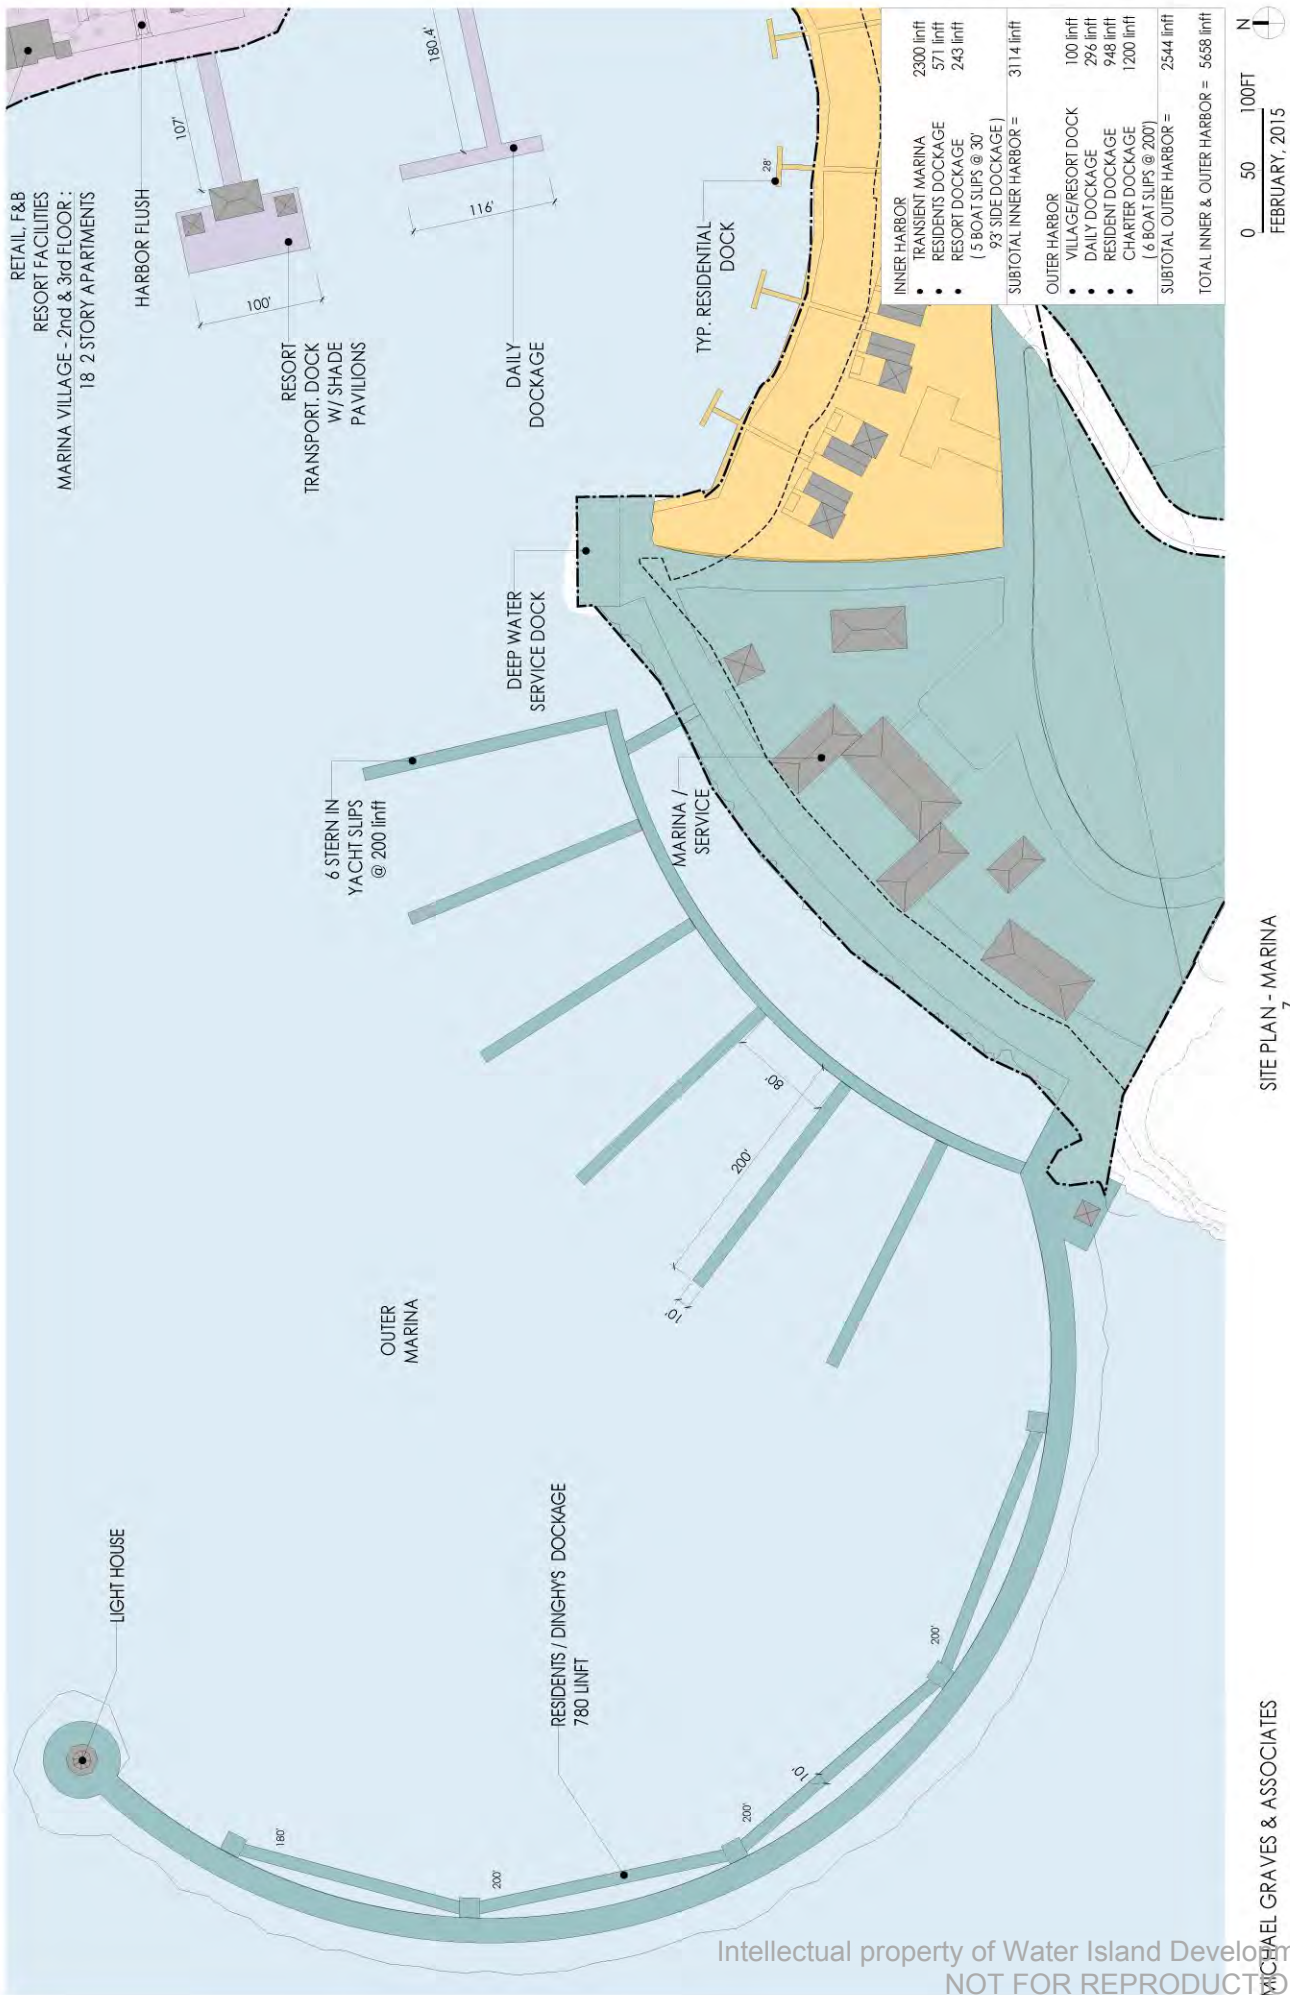 LIGHT HOUSE
RESIDENTS / DINGHY'S DOCKAGE
780 LINFT
180'
200'
200'
10'
200'
OUTER
MARINA
6 STERN IN
YACHT SLIPS
@ 200 linft
200'
80'
10'
MARINA /
SERVICE
DEEP WATER
SERVICE DOCK
RETAIL, F&B
RESORT FACILITIES
MARINA VILLAGE - 2nd & 3rd FLOOR :
18 2 STORY APARTMENTS
HARBOR FLUSH
107'
100'
RESORT
TRANSPORT. DOCK
W/ SHADE
PAVILIONS
180.4'
116'
DAILY
DOCKAGE
TYP. RESIDENTIAL
DOCK
28'
INNER HARBOR
• TRANSIENT MARINA 2300 linft
• RESIDENTS DOCKAGE 571 linft
• RESORT DOCKAGE 243 linft
( 5 BOAT SLIPS @ 30'
93' SIDE DOCKAGE )
SUBTOTAL INNER HARBOR = 3114 linft
OUTER HARBOR
• VILLAGE/RESORT DOCK 100 linft
• DAILY DOCKAGE 296 linft
• RESIDENT DOCKAGE 948 linft
• CHARTER DOCKAGE 1200 linft
( 6 BOAT SLIPS @ 200')
SUBTOTAL OUTER HARBOR = 2544 linft
TOTAL INNER & OUTER HARBOR = 5658 linft
MICHAEL GRAVES & ASSOCIATES
SITE PLAN - MARINA
7
0 50 100FT
N
FEBRUARY, 2015
Intellectual property of Water Island Developm
NOT FOR REPRODUCTIO